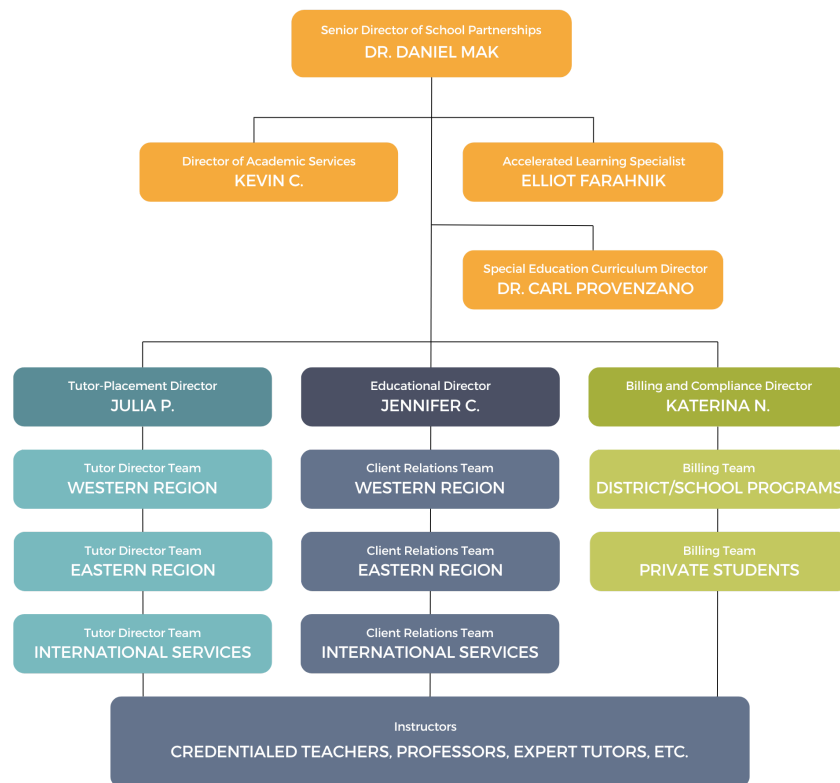 Senior Director of School Partnerships
DR. DANIEL MAK
Director of Academic Services
KEVIN C.
Accelerated Learning Specialist
ELLIOT FARAHNIK
Special Education Curriculum Director
DR. CARL PROVENZANO
Tutor-Placement Director
JULIA P.
Educational Director
JENNIFER C.
Billing and Compliance Director
KATERINA N.
Tutor Director Team
WESTERN REGION
Client Relations Team
WESTERN REGION
Billing Team
DISTRICT/SCHOOL PROGRAMS
Tutor Director Team
EASTERN REGION
Client Relations Team
EASTERN REGION
Billing Team
PRIVATE STUDENTS
Tutor Director Team
INTERNATIONAL SERVICES
Client Relations Team
INTERNATIONAL SERVICES
Instructors
CREDENTIALED TEACHERS, PROFESSORS, EXPERT TUTORS, ETC.